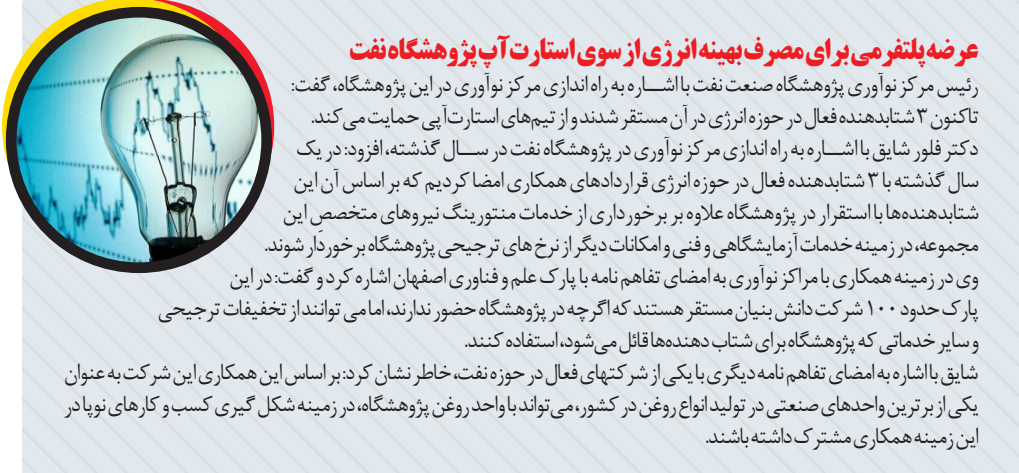 عرضه پلتفرمی برای مصرف بهینه انرژی از سوی استارت آپ پژوهشگاه نفت
رئیس مرکز نوآوری پژوهشگاه صنعت نفت با اشاره به راه اندازی مرکز نوآوری در این پژوهشگاه، گفت:
تاکنون ۳ شتابدهنده فعال در حوزه انرژی در آن مستقر شدند و از تیم‌های استارت‌آپی حمایت می‌کند.
دکتر فلور شایق با اشاره به راه اندازی مرکز نوآوری در پژوهشگاه نفت در سال گذشته، افزود: در یک
سال گذشته با ۳ شتابدهنده فعال در حوزه انرژی قراردادهای همکاری امضا کردیم که بر اساس آن این
شتابدهنده‌ها با استقرار در پژوهشگاه علاوه بر برخورداری از خدمات منتورینگ نیروهای متخصص این
مجموعه، در زمینه خدمات آزمایشگاهی و فنی و امکانات دیگر از نرخ های ترجیحی پژوهشگاه برخوردار شوند.
وی در زمینه همکاری با مراکز نوآوری به امضای تفاهم نامه با پارک علم و فناوری اصفهان اشاره کرد و گفت: در این
پارک حدود ۱۰۰ شرکت دانش بنیان مستقر هستند که اگرچه در پژوهشگاه حضور ندارند، اما می توانند از تخفیفات ترجیحی
و سایر خدماتی که پژوهشگاه برای شتاب دهنده‌ها قائل می‌شود، استفاده کنند.
شایق با اشاره به امضای تفاهم نامه دیگری با یکی از شرکتهای فعال در حوزه نفت، خاطر نشان کرد: بر اساس این همکاری این شرکت به عنوان
یکی از برترین واحدهای صنعتی در تولید انواع روغن در کشور، می‌تواند با واحد روغن پژوهشگاه، در زمینه شکل گیری کسب و کارهای نوپا در
این زمینه همکاری مشترک داشته باشند.